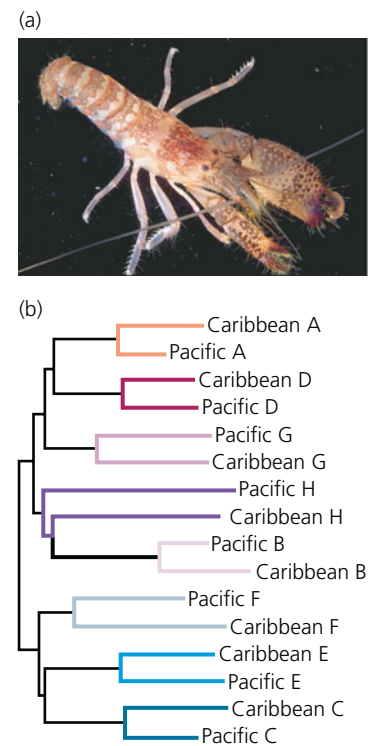 (a)
(b)
Caribbean A
Pacific A
Caribbean D
Pacific D
Pacific G
Caribbean G
Pacific H
Caribbean H
Pacific B
Caribbean B
Pacific F
Caribbean F
Caribbean E
Pacific E
Caribbean C
Pacific C